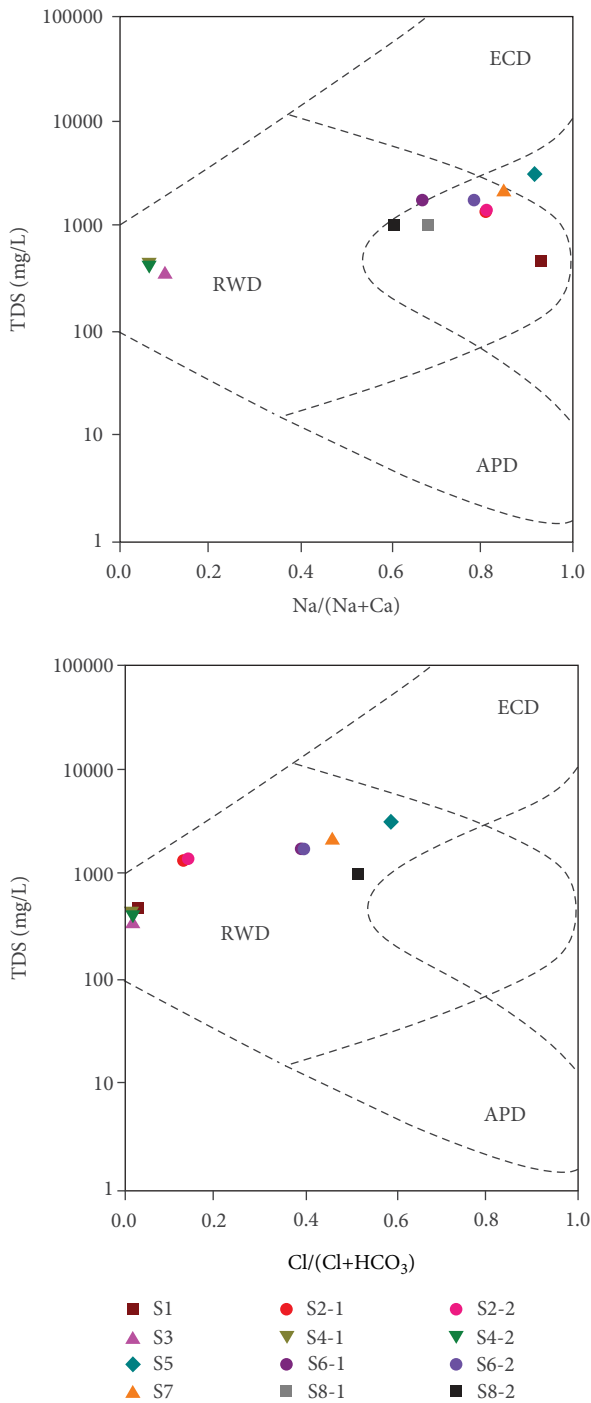 100000
10000
1000
100
10
1
TDS (mg/L)
ECD
RWD
APD
0.0 0.2 0.4 0.6 0.8 1.0
Na/(Na+Ca)
100000
10000
1000
100
10
1
TDS (mg/L)
ECD
RWD
APD
0.0 0.2 0.4 0.6 0.8 1.0
Cl/(Cl+HCO₃)
S1 S2-1 S2-2
S3 S4-1 S4-2
S5 S6-1 S6-2
S7 S8-1 S8-2